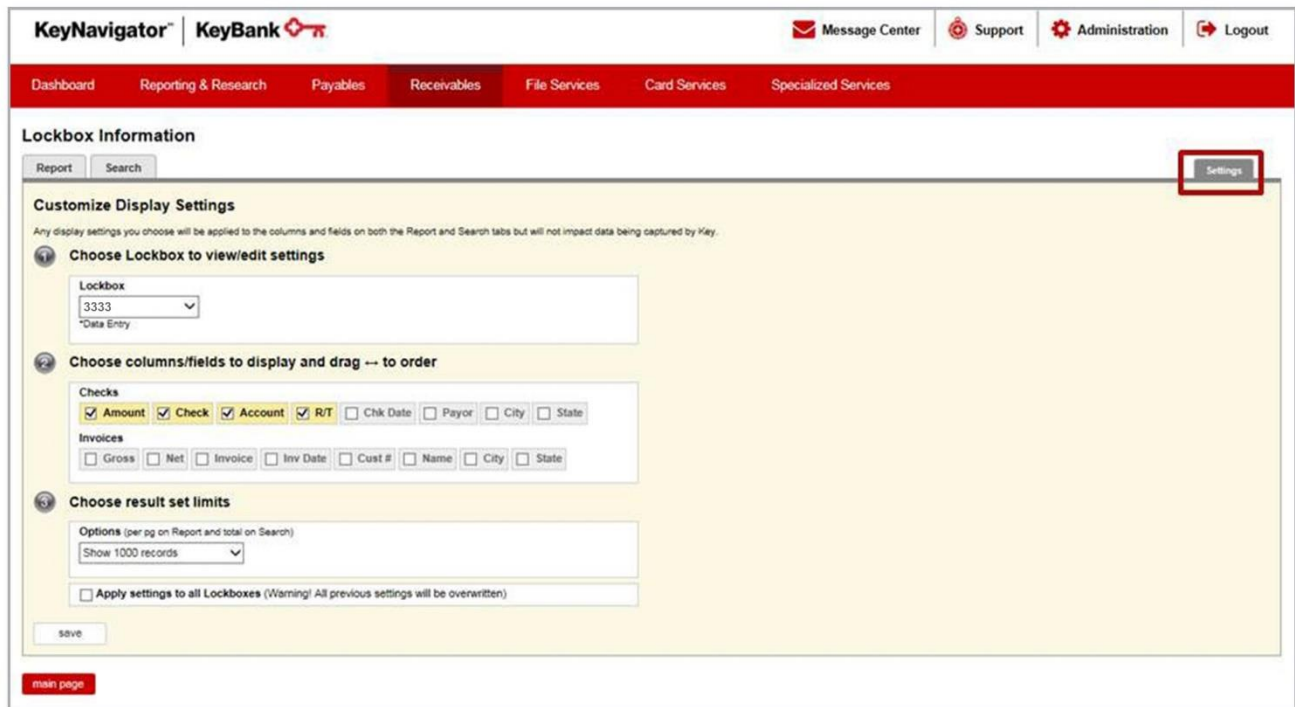 KeyNavigator™ | KeyBank
Message Center
Support
Administration
Logout
Dashboard Reporting & Research Payables Receivables File Services Card Services Specialized Services
Lockbox Information
Report Search Settings
Customize Display Settings
Any display settings you choose will be applied to the columns and fields on both the Report and Search tabs but will not impact data being captured by Key.
1 Choose Lockbox to view/edit settings
Lockbox
3333
*Data Entry
2 Choose columns/fields to display and drag ↔ to order
Checks
Amount Check Account R/T Chk Date Payor City State
Invoices
Gross Net Invoice Inv Date Cust # Name City State
3 Choose result set limits
Options (per pg on Report and total on Search)
Show 1000 records
Apply settings to all Lockboxes (Warning! All previous settings will be overwritten)
save
main page